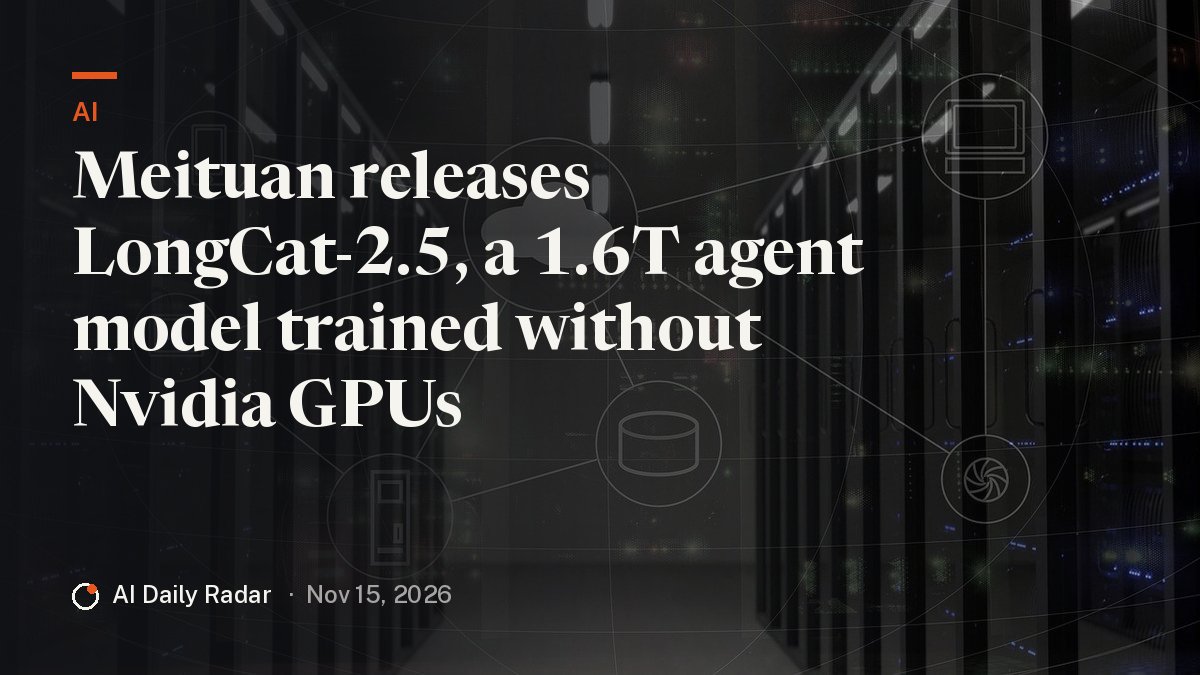 AI
Meituan releases
LongCat-2.5, a 1.6T agent
model trained without
Nvidia GPUs
AI Daily Radar · Nov 15, 2026